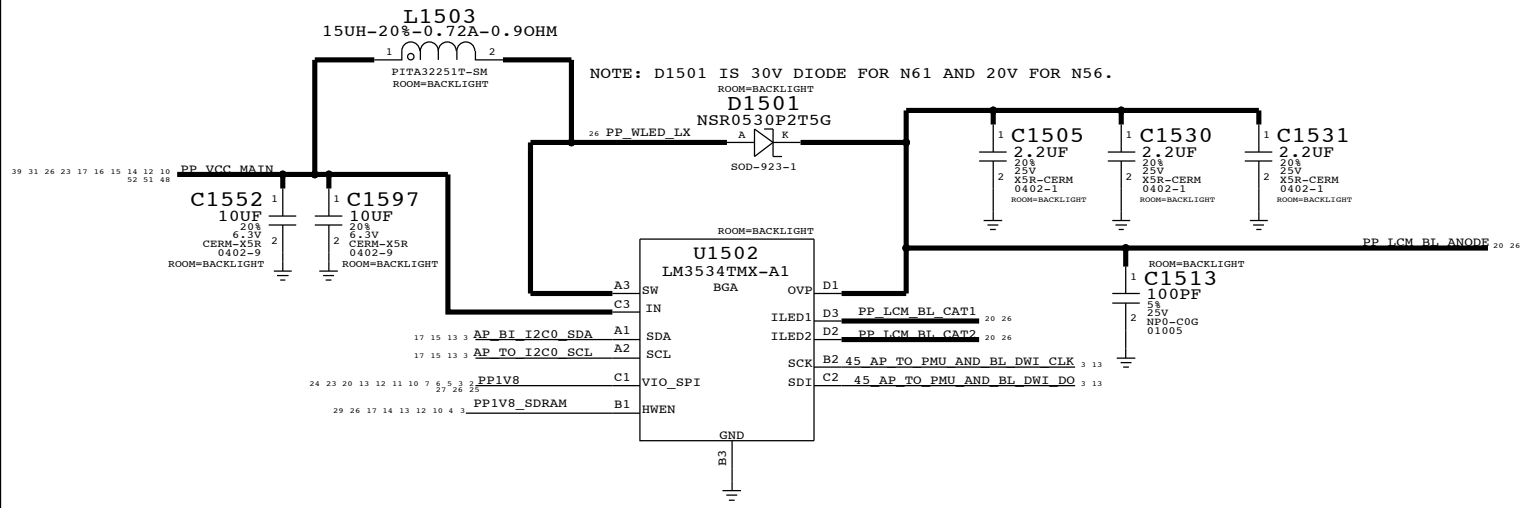 L1503
15UH-20%-0.72A-0.9OHM
1
2
PITA32251T-SM
ROOM=BACKLIGHT
NOTE: D1501 IS 30V DIODE FOR N61 AND 20V FOR N56.
ROOM=BACKLIGHT
D1501
NSR0530P2T5G
26 PP_WLED_LX
A
K
SOD-923-1
1
C1505
2.2UF
20%
25V
2
X5R-CERM
0402-1
ROOM=BACKLIGHT
1
C1530
2.2UF
20%
25V
2
X5R-CERM
0402-1
ROOM=BACKLIGHT
1
C1531
2.2UF
20%
25V
2
X5R-CERM
0402-1
ROOM=BACKLIGHT
39 31 26 23 17 16 15 14 12 10 PP_VCC_MAIN
52 51 48
C1552
1
10UF
20%
6.3V
2
CERM-X5R
0402-9
ROOM=BACKLIGHT
1
C1597
10UF
20%
6.3V
2
CERM-X5R
0402-9
ROOM=BACKLIGHT
ROOM=BACKLIGHT
U1502
LM3534TMX-A1
BGA
A3 SW
C3 IN
17 15 13 3 AP_BI_I2C0_SDA A1 SDA
17 15 13 3 AP_TO_I2C0_SCL A2 SCL
24 23 20 13 12 11 10 7 6 5 3 2 PP1V8 C1 VIO_SPI
27 26 25
29 26 17 14 13 12 10 4 3 PP1V8_SDRAM B1 HWEN
OVP D1
ILED1 D3 PP_LCM_BL_CAT1 20 26
ILED2 D2 PP_LCM_BL_CAT2 20 26
SCK B2 45_AP_TO_PMU_AND_BL_DWI_CLK 3 13
SDI C2 45_AP_TO_PMU_AND_BL_DWI_DO 3 13
GND
B3
PP_LCM_BL_ANODE 20 26
ROOM=BACKLIGHT
1
C1513
100PF
5%
25V
2
NP0-C0G
01005